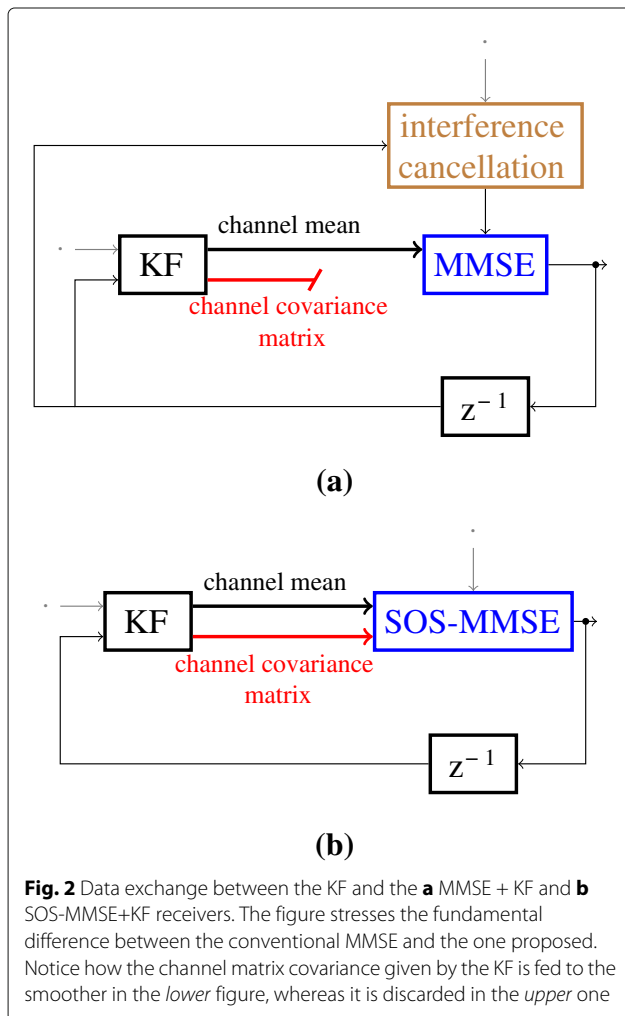 interference
cancellation
channel mean
KF
MMSE
channel covariance
matrix
z⁻ ¹
(a)
channel mean
KF
SOS-MMSE
channel covariance
matrix
z⁻ ¹
(b)
Fig. 2 Data exchange between the KF and the a MMSE + KF and b
SOS-MMSE+KF receivers. The figure stresses the fundamental
difference between the conventional MMSE and the one proposed.
Notice how the channel matrix covariance given by the KF is fed to the
smoother in the lower figure, whereas it is discarded in the upper one